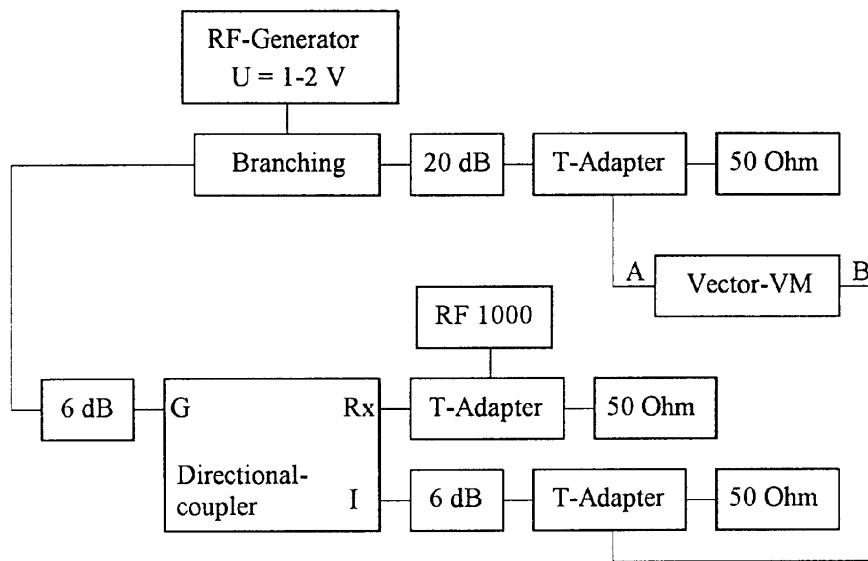 RF-Generator
U = 1-2 V
Branching
20 dB
T-Adapter
50 Ohm
A
Vector-VM
B
RF 1000
6 dB
G
Rx
T-Adapter
50 Ohm
Directional-
coupler
I
6 dB
T-Adapter
50 Ohm